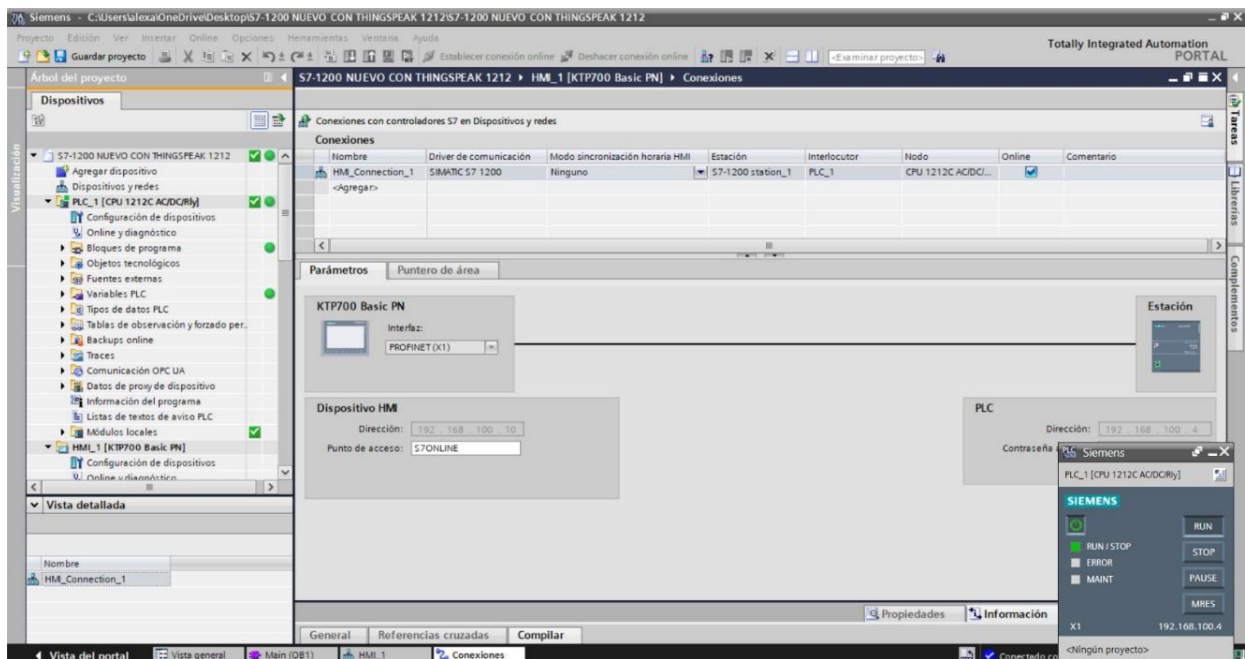 Siemens - C:\Users\alexa\OneDrive\Desktop\S7-1200 NUEVO CON THINGSPEAK 1212\S7-1200 NUEVO CON THINGSPEAK 1212
Proyecto Edición Ver Insertar Online Opciones Herramientas Ventana Ayuda
Totally Integrated Automation
PORTAL
Guardar proyecto Establecer conexión online Deshacer conexión online <Examinar proyecto>
Árbol del proyecto
S7-1200 NUEVO CON THINGSPEAK 1212 HMI_1 [KTP700 Basic PN] Conexiones
Dispositivos
Visualización
S7-1200 NUEVO CON THINGSPEAK 1212
Agregar dispositivo
Dispositivos y redes
PLC_1 [CPU 1212C AC/DC/Rly]
Configuración de dispositivos
Online y diagnóstico
Bloques de programa
Objetos tecnológicos
Fuentes externas
Variables PLC
Tipos de datos PLC
Tablas de observación y forzado per..
Backups online
Traces
Comunicación OPC UA
Datos de proxy de dispositivo
Información del programa
Listas de textos de aviso PLC
Módulos locales
HMI_1 [KTP700 Basic PN]
Configuración de dispositivos
Online y diagnóstico
Vista detallada
Nombre
HMI_Connection_1
Conexiones con controladores S7 en Dispositivos y redes
Conexiones
Nombre Driver de comunicación Modo sincronización horaria HMI Estación Interlocutor Nodo Online Comentario
HMI_Connection_1 SIMATIC S7 1200 Ninguno S7-1200 station_1 PLC_1 CPU 1212C AC/DC/...
<Agregar>
Parámetros Puntero de área
KTP700 Basic PN
Interfaz:
PROFINET (X1)
Estación
Dispositivo HMI
Dirección: 192 . 168 . 100 . 10
Punto de acceso: S7ONLINE
PLC
Dirección: 192 . 168 . 100 . 4
Contraseña
Siemens
PLC_1 [CPU 1212C AC/DC/Rly]
SIEMENS
RUN
RUN / STOP
STOP
ERROR
MAINT
PAUSE
MRES
X1 192.168.100.4
<Ningún proyecto>
Propiedades Información
General Referencias cruzadas Compilar
Vista del portal Vista general Main (OB1) HMI_1 Conexiones Conectado co
Tareas
Librerías
Complementos